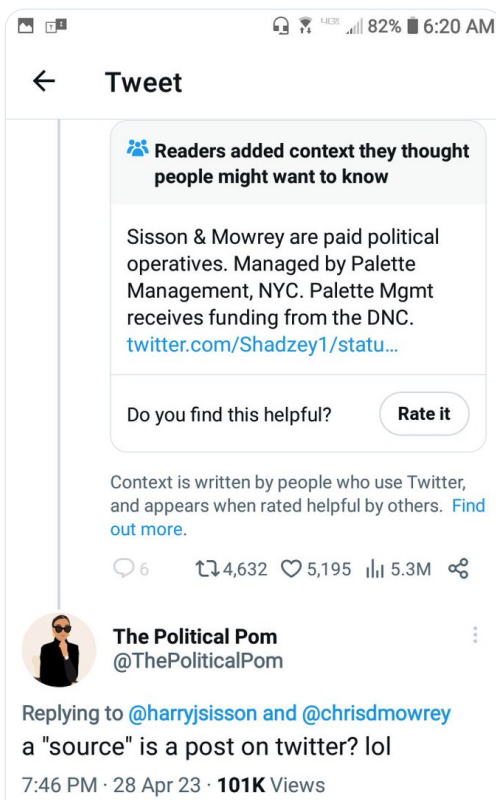 82% 6:20 AM
Tweet
Readers added context they thought
people might want to know
Sisson & Mowrey are paid political
operatives. Managed by Palette
Management, NYC. Palette Mgmt
receives funding from the DNC.
twitter.com/Shadzey1/statu...
Do you find this helpful? Rate it
Context is written by people who use Twitter,
and appears when rated helpful by others. Find
out more.
6 4,632 5,195 5.3M
The Political Pom
@ThePoliticalPom
Replying to @harryjsisson and @chrisdmowrey
a "source" is a post on twitter? lol
7:46 PM · 28 Apr 23 · 101K Views